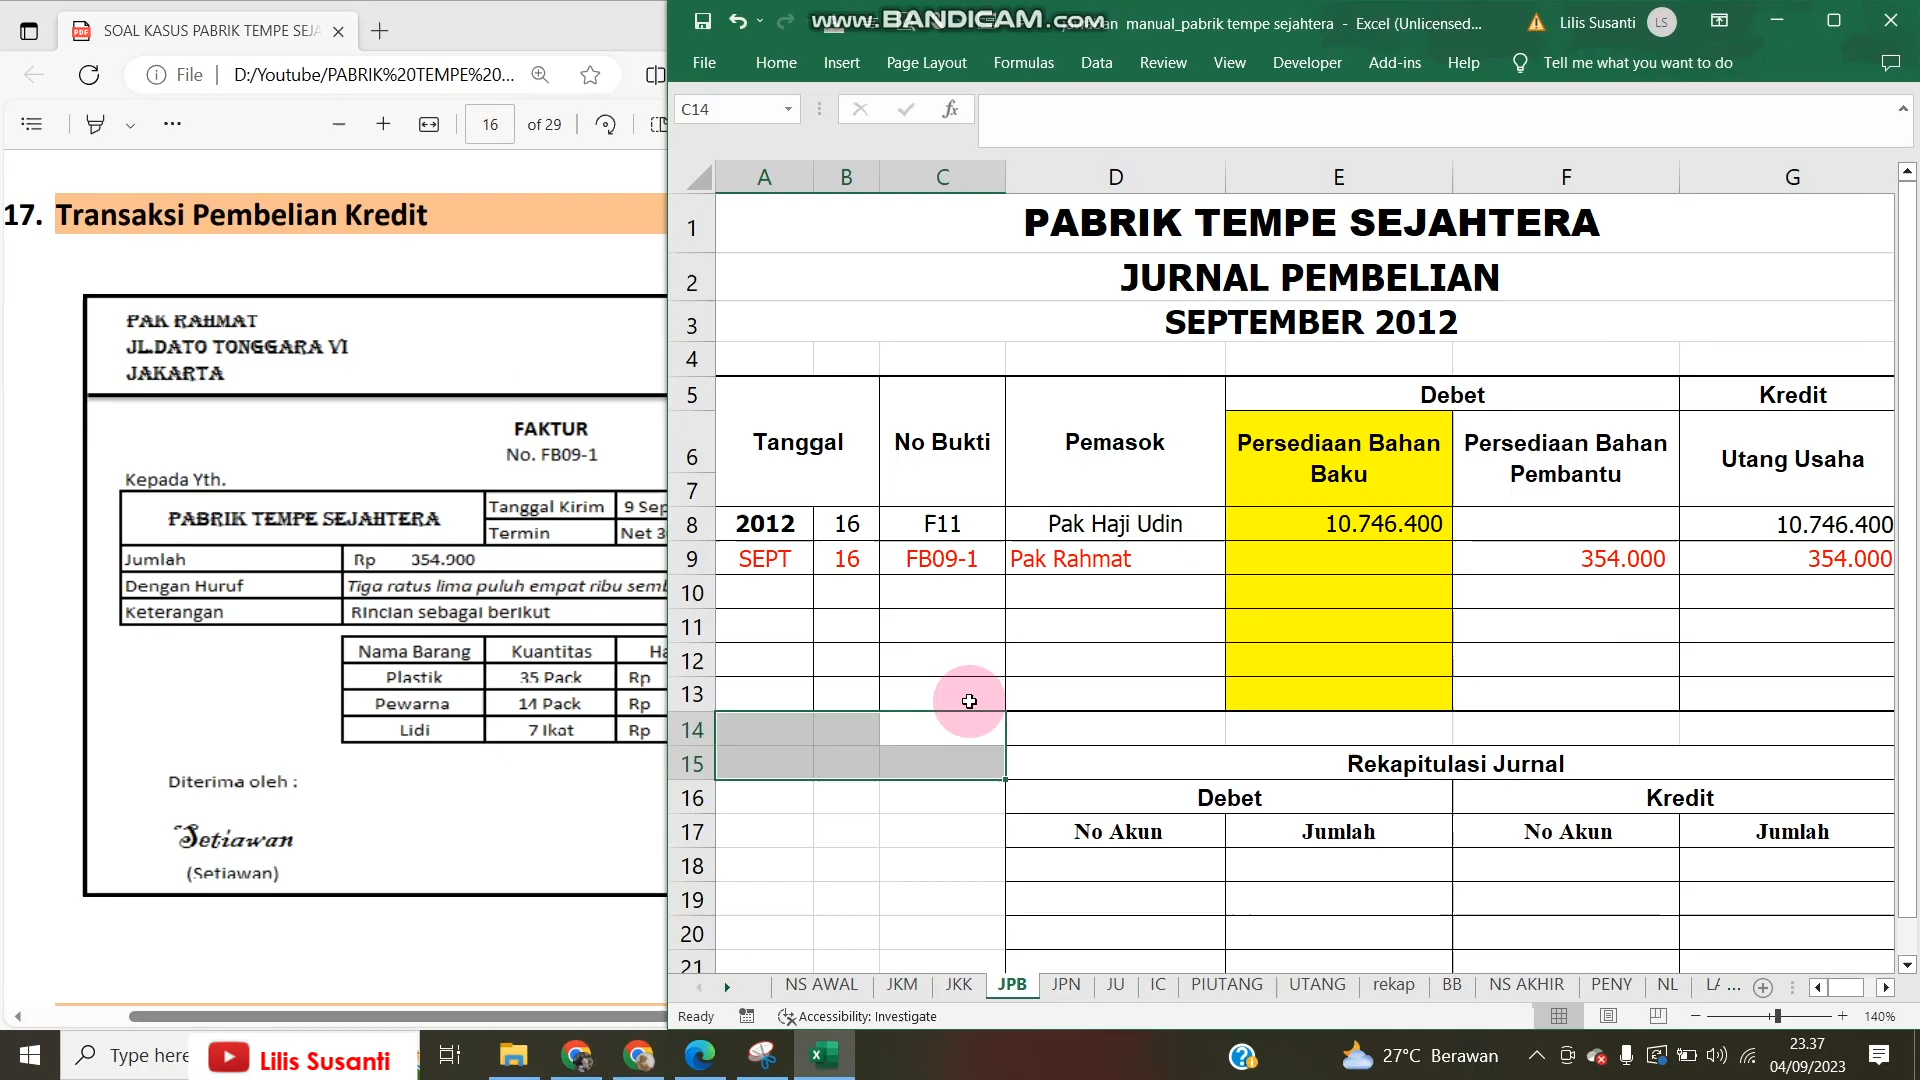 SOAL KASUS PABRIK TEMPE SEJA
File
D:/Youtube/PABRIK%20TEMPE%20...
16 of 29
17. Transaksi Pembelian Kredit
PAK RAHMAT
JL.DATO TONGGARA VI
JAKARTA
FAKTUR
No. FB09-1
Kepada Yth.
PABRIK TEMPE SEJAHTERA
Tanggal Kirim 9 Sep
Termin Net 3
Jumlah Rp 354.900
Dengan Huruf Tiga ratus lima puluh empat ribu semb
Keterangan Rincian sebagai berikut
Nama Barang Kuantitas Ha
Plastik 35 Pack Rp
Pewarna 14 Pack Rp
Lidi 7 Ikat Rp
Diterima oleh :
Setiawan
(Setiawan)
www.BANDICAM.com
manual_pabrik tempe sejahtera - Excel (Unlicensed...
Lilis Susanti LS
File Home Insert Page Layout Formulas Data Review View Developer Add-ins Help Tell me what you want to do
C14 fx
A B C D E F G
1 PABRIK TEMPE SEJAHTERA
2 JURNAL PEMBELIAN
3 SEPTEMBER 2012
4
5 Debet Kredit
6 Tanggal No Bukti Pemasok Persediaan Bahan Baku Persediaan Bahan Pembantu Utang Usaha
7
8 2012 16 F11 Pak Haji Udin 10.746.400 10.746.400
9 SEPT 16 FB09-1 Pak Rahmat 354.000 354.000
10
11
12
13
14
15 Rekapitulasi Jurnal
16 Debet Kredit
17 No Akun Jumlah No Akun Jumlah
18
19
20
21
NS AWAL JKM JKK JPB JPN JU IC PIUTANG UTANG rekap BB NS AKHIR PENY NL LA ...
Ready Accessibility: Investigate 140%
Type here
Lilis Susanti
27°C Berawan
23.37
04/09/2023